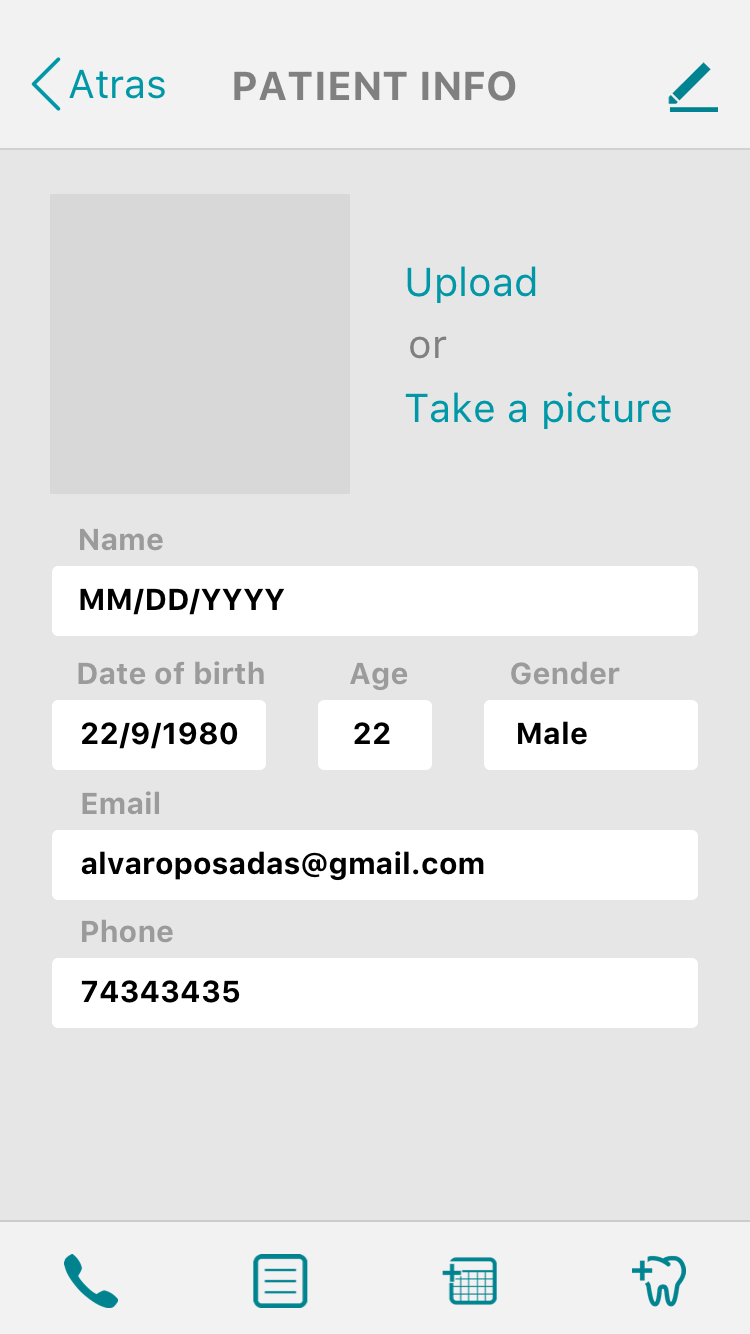 Atras PATIENT INFO
Upload
or
Take a picture
Name
MM/DD/YYYY
Date of birth Age Gender
22/9/1980 22 Male
Email
alvaroposadas@gmail.com
Phone
74343435